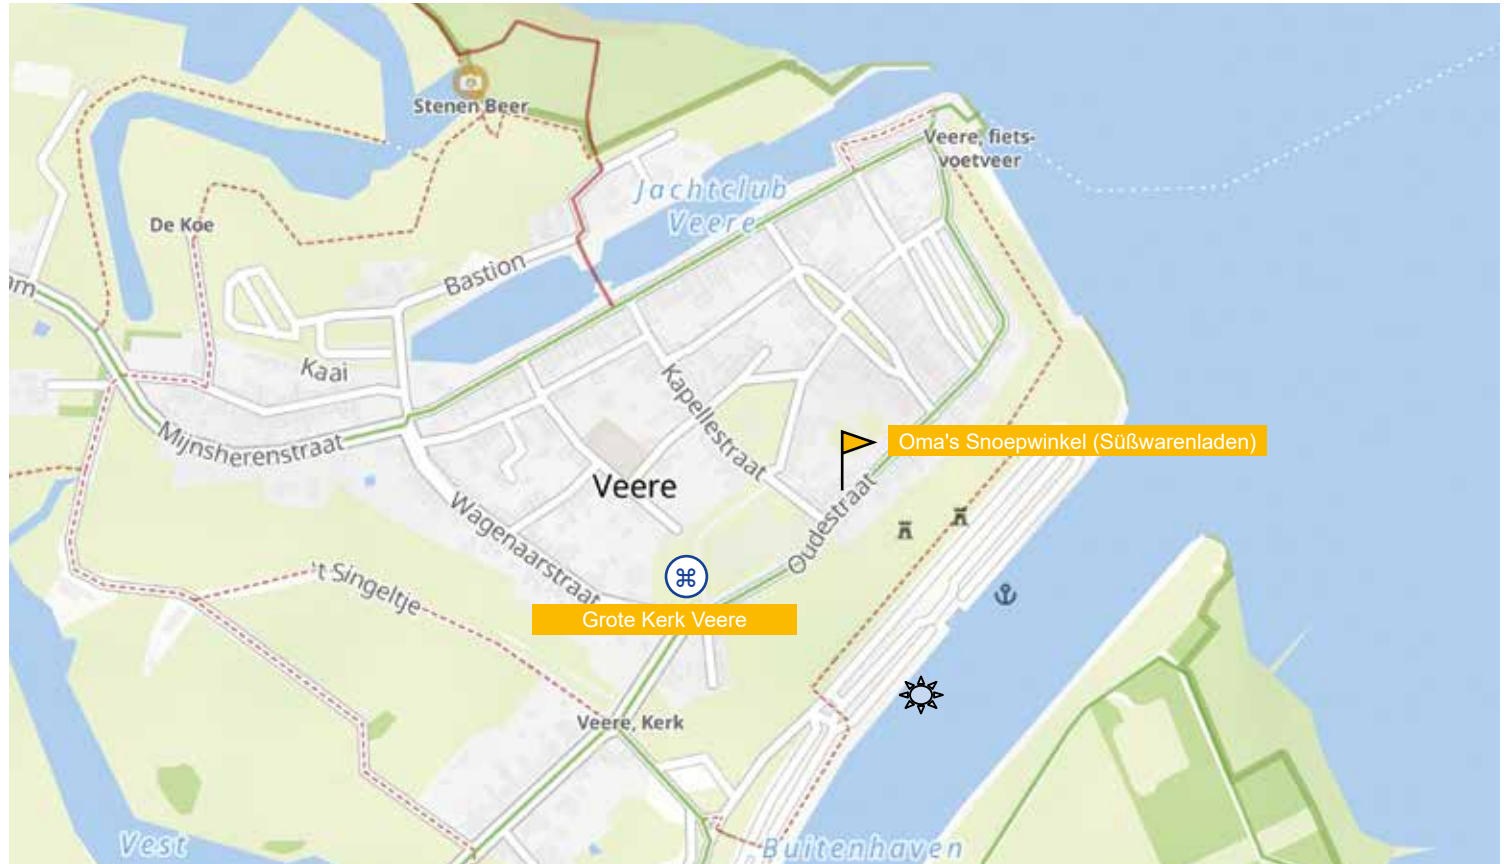 Stenen Beer
Veere, fiets-
voetveer
Jachtclub
Veere
De Koe
Bastion
Kaai
Kapellestraat
Mijnsherenstraat
Oma's Snoepwinkel (Süßwarenladen)
Veere
Wagenaarstraat
Oudestraat
't Singeltje
Grote Kerk Veere
Veere, Kerk
Vest
Buitenhaven